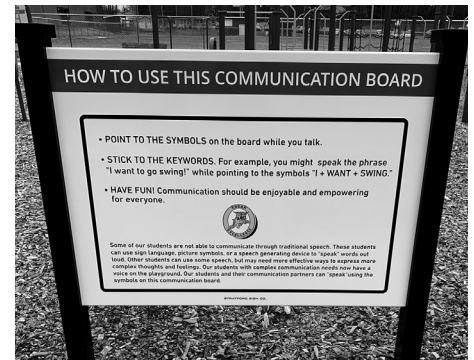 HOW TO USE THIS COMMUNICATION BOARD
• POINT TO THE SYMBOLS on the board while you talk.
• STICK TO THE KEYWORDS. For example, you might speak the phrase
"I want to go swing!" while pointing to the symbols "I + WANT + SWING."
• HAVE FUN! Communication should be enjoyable and empowering
for everyone.
Some of our students are not able to communicate through traditional speech. These students
can use sign language, picture symbols, or a speech generating device to "speak" words out
loud. Other students can use some speech, but may need more effective ways to express more
complex thoughts and feelings. Our students with complex communication needs now have a
voice on the playground. Our students and their communication partners can "speak" using the
symbols on this communication board.
STRATFORD SIGN CO.